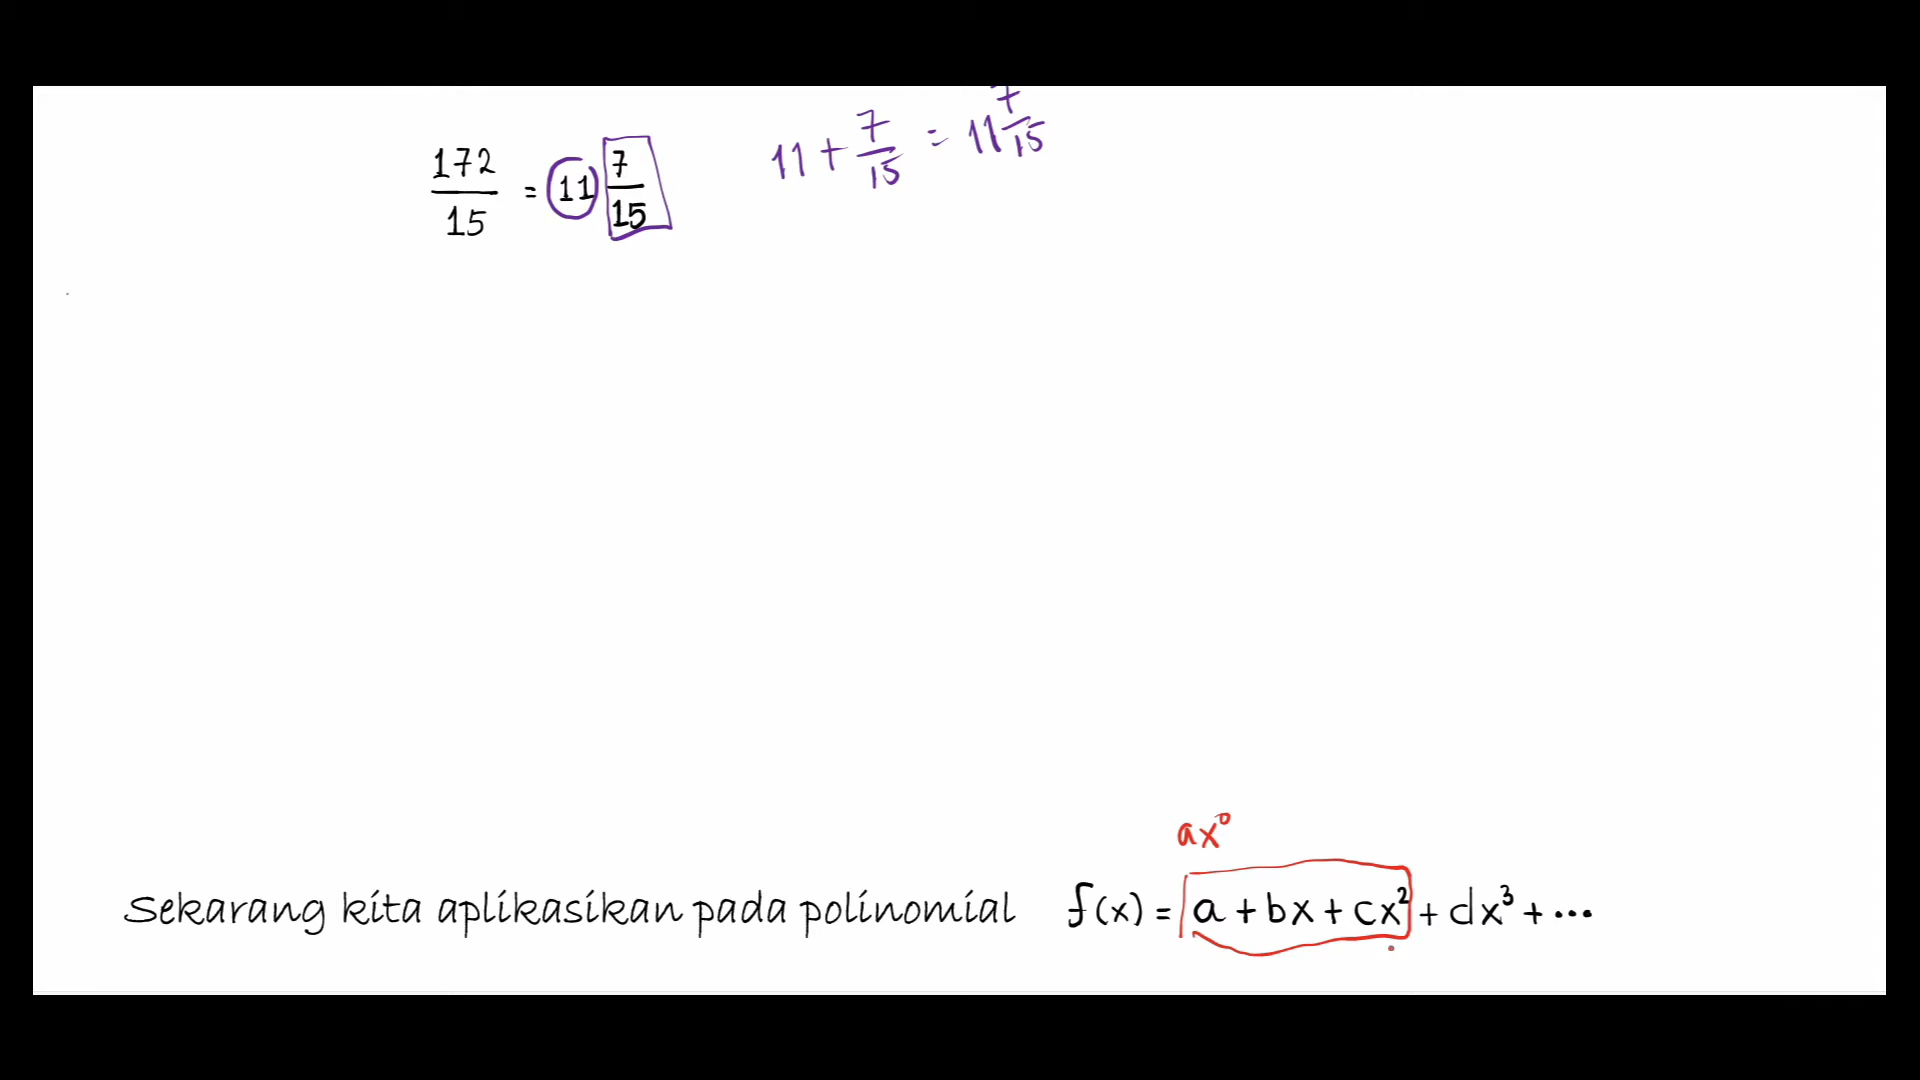 172/15 = 11 7/15
11 + 7/15 = 11 7/15
ax⁰
Sekarang kita aplikasikan pada polinomial f(x) = a + bx + cx² + dx³ + ...